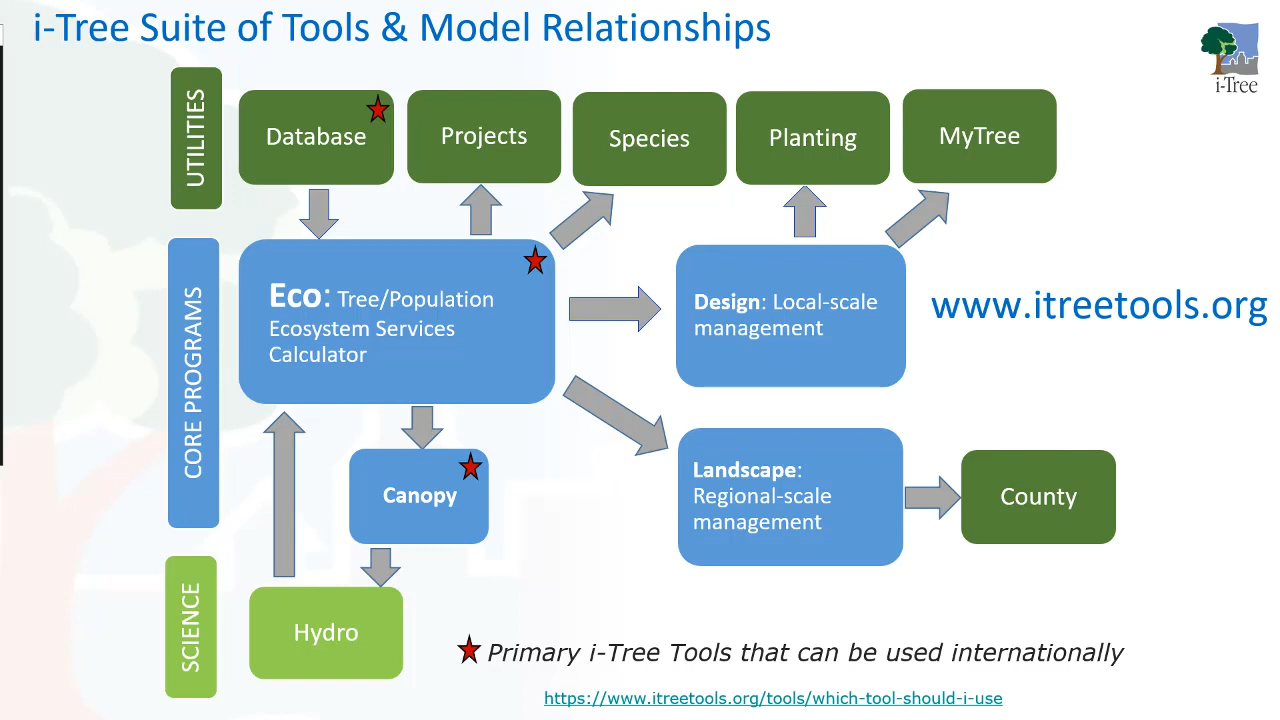 i-Tree Suite of Tools & Model Relationships
i-Tree
UTILITIES
Database
Projects
Species
Planting
MyTree
CORE PROGRAMS
Eco: Tree/Population
Ecosystem Services
Calculator
Design: Local-scale
management
www.itreetools.org
Canopy
Landscape:
Regional-scale
management
County
SCIENCE
Hydro
Primary i-Tree Tools that can be used internationally
https://www.itreetools.org/tools/which-tool-should-i-use